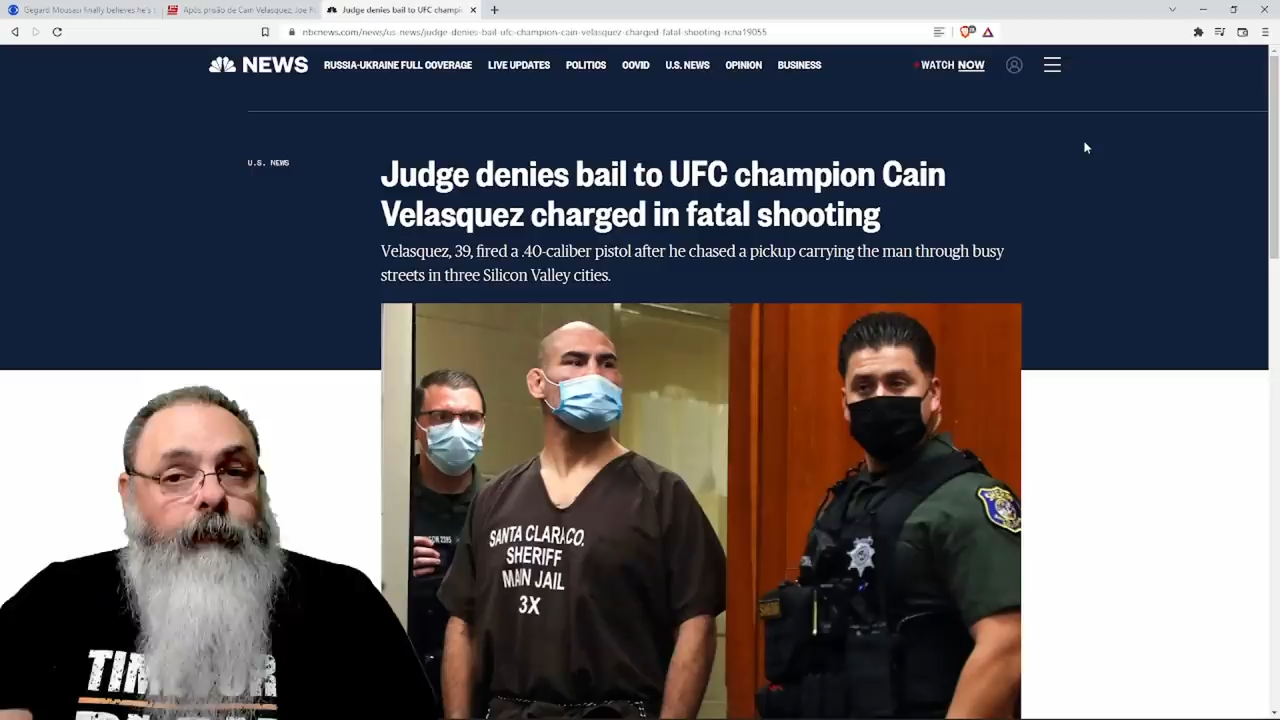 Gegard Mousasi finally believes he's
Após prisão de Cain Velasquez, Joe R
Judge denies bail to UFC champi
nbcnews.com/news/us-news/judge-denies-bail-ufc-champion-cain-velasquez-charged-fatal-shooting-rcna19055
NEWS RUSSIA-UKRAINE FULL COVERAGE LIVE UPDATES POLITICS COVID U.S. NEWS OPINION BUSINESS WATCH NOW
U.S. NEWS
Judge denies bail to UFC champion Cain
Velasquez charged in fatal shooting
Velasquez, 39, fired a .40-caliber pistol after he chased a pickup carrying the man through busy
streets in three Silicon Valley cities.
SANTA CLARA CO.
SHERIFF
MAIN JAIL
3X
SHERIFF